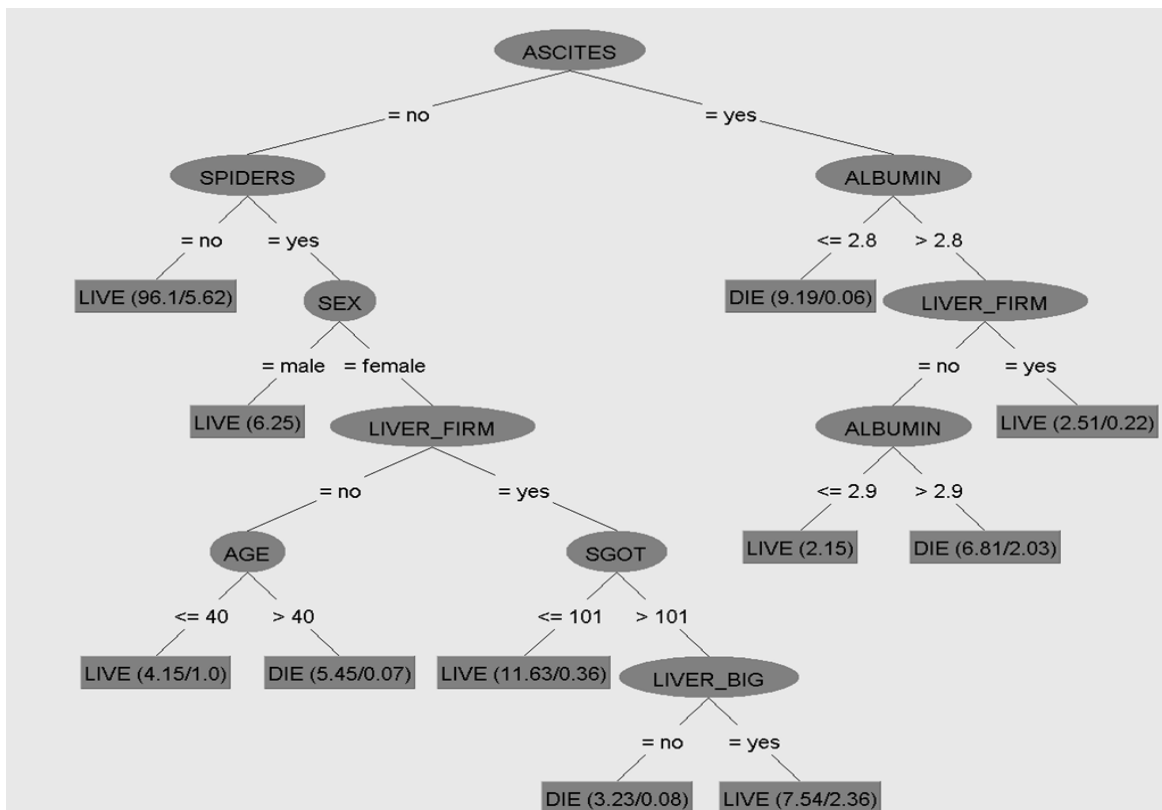 ASCITES
= no = yes
SPIDERS ALBUMIN
= no = yes <= 2.8 > 2.8
LIVE (96.1/5.62) SEX DIE (9.19/0.06) LIVER_FIRM
= male = female = no = yes
LIVE (6.25) LIVER_FIRM ALBUMIN LIVE (2.51/0.22)
= no = yes <= 2.9 > 2.9
AGE SGOT LIVE (2.15) DIE (6.81/2.03)
<= 40 > 40 <= 101 > 101
LIVE (4.15/1.0) DIE (5.45/0.07) LIVE (11.63/0.36) LIVER_BIG
= no = yes
DIE (3.23/0.08) LIVE (7.54/2.36)